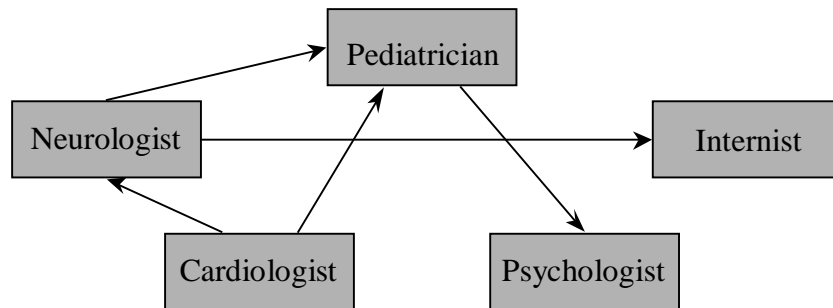 Pediatrician
Neurologist
Internist
Cardiologist
Psychologist